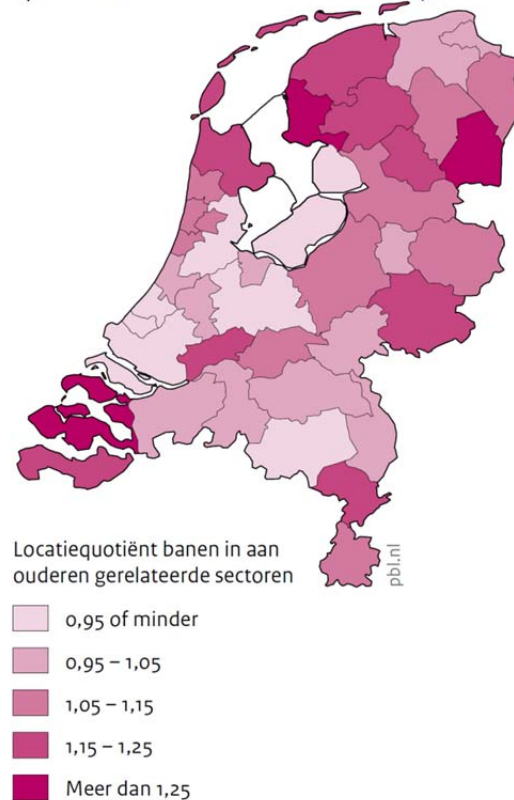 Locatiequotiënt banen in aan
ouderen gerelateerde sectoren
pbl.nl
0,95 of minder
0,95 – 1,05
1,05 – 1,15
1,15 – 1,25
Meer dan 1,25